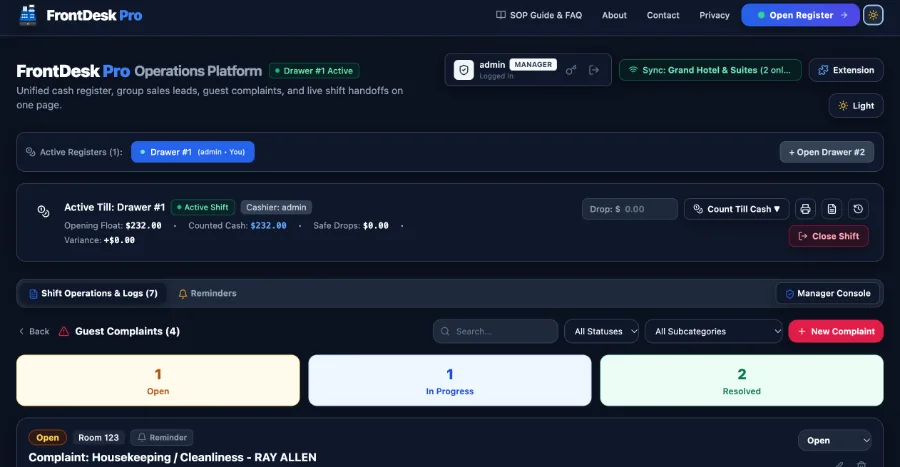 FrontDesk Pro
SOP Guide & FAQ
About
Contact
Privacy
Open Register →
FrontDesk Pro Operations Platform
Drawer #1 Active
Unified cash register, group sales leads, guest complaints, and live shift handoffs on
one page.
admin MANAGER
Logged in
Sync: Grand Hotel & Suites (2 onl...
Extension
Light
Active Registers (1):
Drawer #1 (admin • You)
+ Open Drawer #2
Active Till: Drawer #1
Active Shift
Cashier: admin
Opening Float: $232.00 • Counted Cash: $232.00 • Safe Drops: $0.00 •
Variance: +$0.00
Drop: $ 0.00
Count Till Cash ▼
Close Shift
Shift Operations & Logs (7)
Reminders
Manager Console
Back
Guest Complaints (4)
Search...
All Statuses
All Subcategories
+ New Complaint
1
Open
1
In Progress
2
Resolved
Open
Room 123
Reminder
Open
Complaint: Housekeeping / Cleanliness - RAY ALLEN